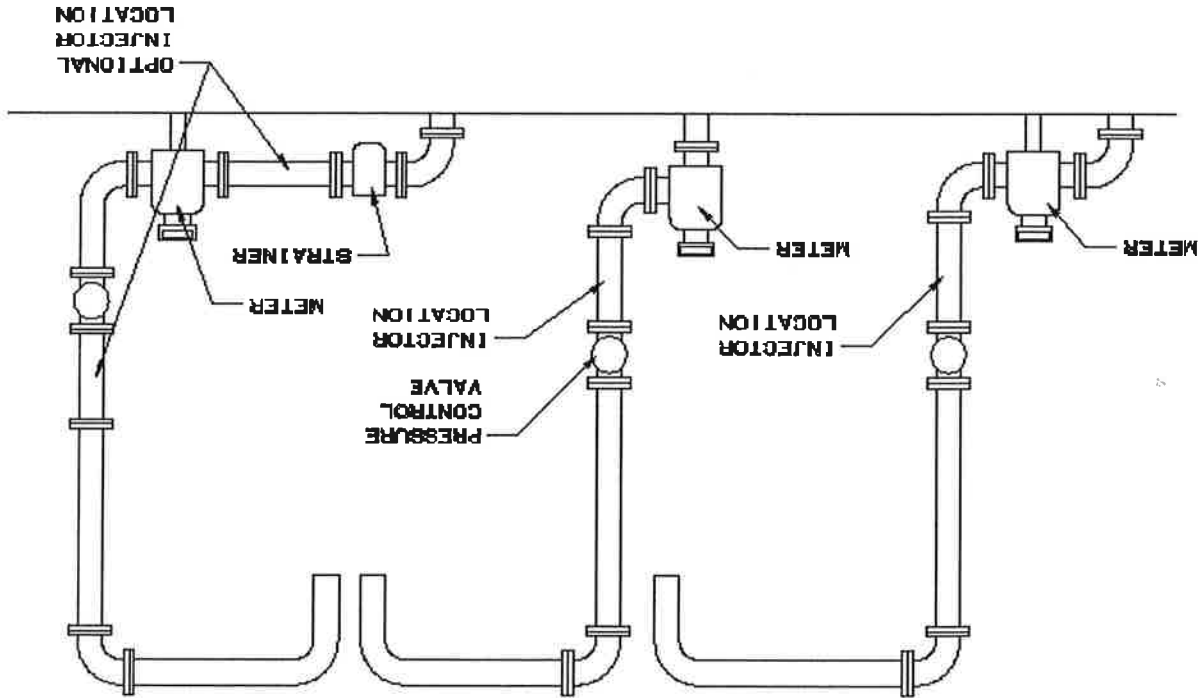 PRESSURE
CONTROL
VALVE
INJECTOR
LOCATION
INJECTOR
LOCATION
METER
STRAINER
METER
METER
OPTIONAL
INJECTOR
LOCATION